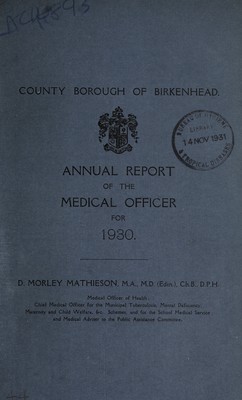 COUNTY BOROUGH OF BIRKENHEAD.
14 NOV 1931
& TROPICAL DISEASES
ANNUAL REPORT
OF THE
MEDICAL OFFICER
FOR
1930.
D. MORLEY MATHIESON, M.A., M.D. (Edin.), Ch.B., D.P.H.
Medical Officer of Health.
Chief Medical Officer for the Municipal Tuberculosis, Mental Deficiency,
Maternity and Child Welfare, &c., Schemes, and for the School Medical Service
and Medical Adviser to the Public Assistance Committee.